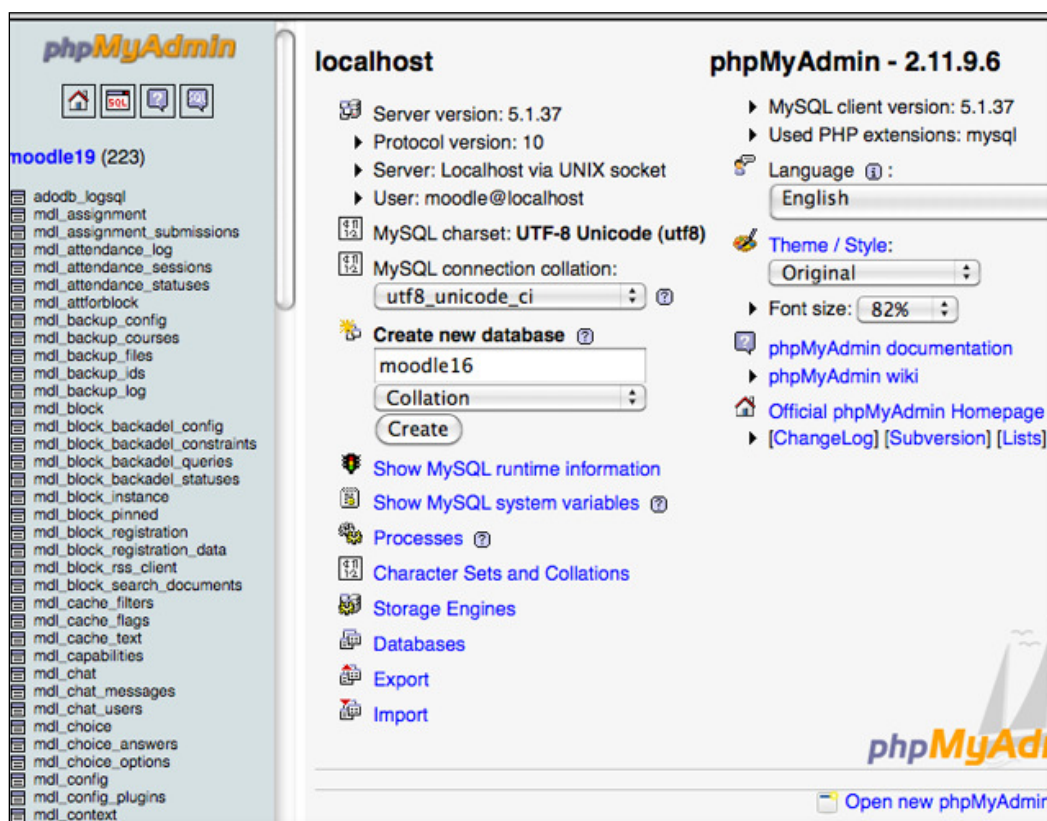 phpMyAdmin
SQL
SQL
moodle19 (223)
adodb_logsql
mdl_assignment
mdl_assignment_submissions
mdl_attendance_log
mdl_attendance_sessions
mdl_attendance_statuses
mdl_attforblock
mdl_backup_config
mdl_backup_courses
mdl_backup_files
mdl_backup_ids
mdl_backup_log
mdl_block
mdl_block_backadel_config
mdl_block_backadel_constraints
mdl_block_backadel_queries
mdl_block_backadel_statuses
mdl_block_instance
mdl_block_pinned
mdl_block_registration
mdl_block_registration_data
mdl_block_rss_client
mdl_block_search_documents
mdl_cache_filters
mdl_cache_flags
mdl_cache_text
mdl_capabilities
mdl_chat
mdl_chat_messages
mdl_chat_users
mdl_choice
mdl_choice_answers
mdl_choice_options
mdl_config
mdl_config_plugins
mdl_context
localhost
Server version: 5.1.37
Protocol version: 10
Server: Localhost via UNIX socket
User: moodle@localhost
MySQL charset: UTF-8 Unicode (utf8)
MySQL connection collation:
utf8_unicode_ci
Create new database
moodle16
Collation
Create
Show MySQL runtime information
Show MySQL system variables
Processes
Character Sets and Collations
Storage Engines
Databases
Export
Import
phpMyAdmin - 2.11.9.6
MySQL client version: 5.1.37
Used PHP extensions: mysql
Language :
English
Theme / Style:
Original
Font size: 82%
phpMyAdmin documentation
phpMyAdmin wiki
Official phpMyAdmin Homepage
[ChangeLog] [Subversion] [Lists]
phpMyAd
Open new phpMyAdmin